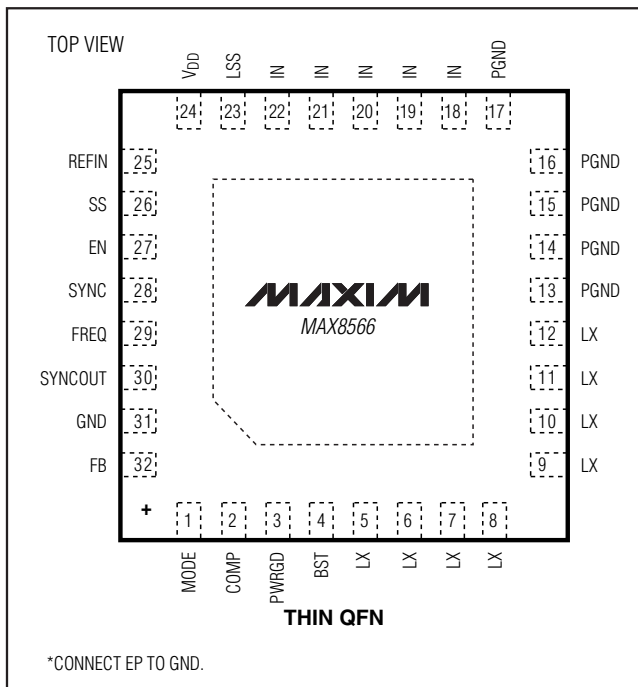 TOP VIEW
VDD
LSS
IN
IN
IN
IN
IN
PGND
24
23
22
21
20
19
18
17
REFIN 25
SS 26
EN 27
SYNC 28
FREQ 29
SYNCOUT 30
GND 31
FB 32
16 PGND
15 PGND
14 PGND
13 PGND
12 LX
11 LX
10 LX
9 LX
MAXIM
MAX8566
+
1
2
3
4
5
6
7
8
MODE
COMP
PWRGD
BST
LX
LX
LX
LX
THIN QFN
*CONNECT EP TO GND.